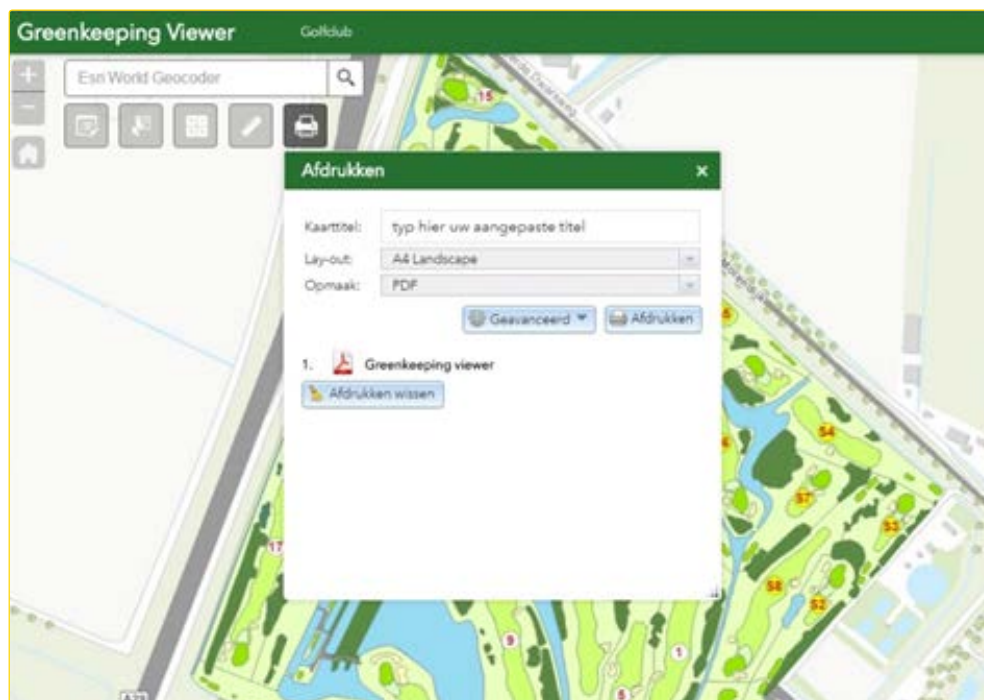 Greenkeeping Viewer Golfclub
Esri World Geocoder
15
Afdrukken ×
Kaarttitel: typ hier uw aangepaste titel
Lay-out: A4 Landscape
Opmaak: PDF
Geavanceerd Afdrukken
1. Greenkeeping viewer
Afdrukken wissen
S4
S7
S3
17
S8
S2
9
1
5
A28